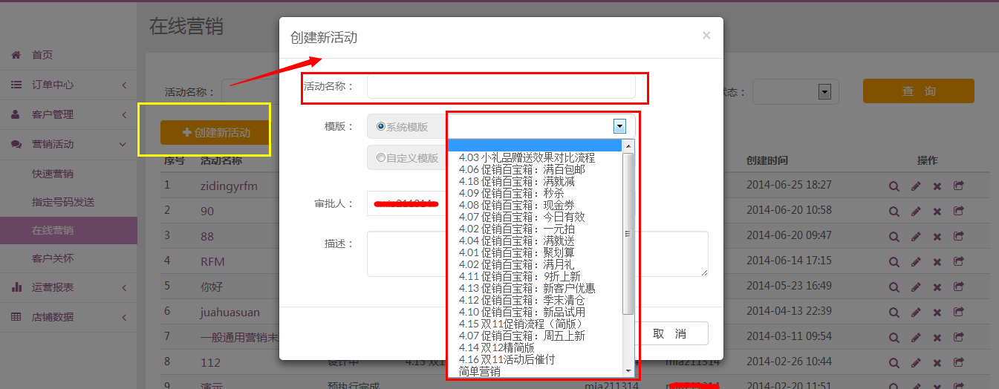 在线营销
首页
订单中心
客户管理
营销活动
快速营销
指定号码发送
在线营销
客户关怀
运营报表
店铺数据
活动名称：
状态：
查 询
创建新活动
序号 活动名称 创建时间 操作
1 zidingyrfm 2014-06-25 18:27
2 90 2014-06-20 10:58
3 88 2014-06-20 09:47
4 RFM 2014-06-14 17:15
5 你好 2014-05-23 16:49
6 juahuasuan 2014-04-13 22:39
7 一般通用营销末 2014-03-11 09:54
8 112 设计中 4.15 双1 mia211314 2014-02-26 10:44
9 演示 预执行完成 mia211314 2014-02-20 11:51
创建新活动
×
活动名称：
模版：
系统模版
自定义模版
审批人：
描述：
4.03 小礼品赠送效果对比流程
4.06 促销百宝箱：满百包邮
4.18 促销百宝箱：满就减
4.09 促销百宝箱：秒杀
4.08 促销百宝箱：现金券
4.07 促销百宝箱：今日有效
4.02 促销百宝箱：一元拍
4.04 促销百宝箱：满就送
4.01 促销百宝箱：聚划算
4.02 促销百宝箱：满月礼
4.11 促销百宝箱：9折上新
4.13 促销百宝箱：新客户优惠
4.12 促销百宝箱：季末清仓
4.10 促销百宝箱：新品试用
4.15 双11促销流程（简版）
4.07 促销百宝箱：周五上新
4.14 双12精简版
4.16 双11活动后催付
简单营销
取 消